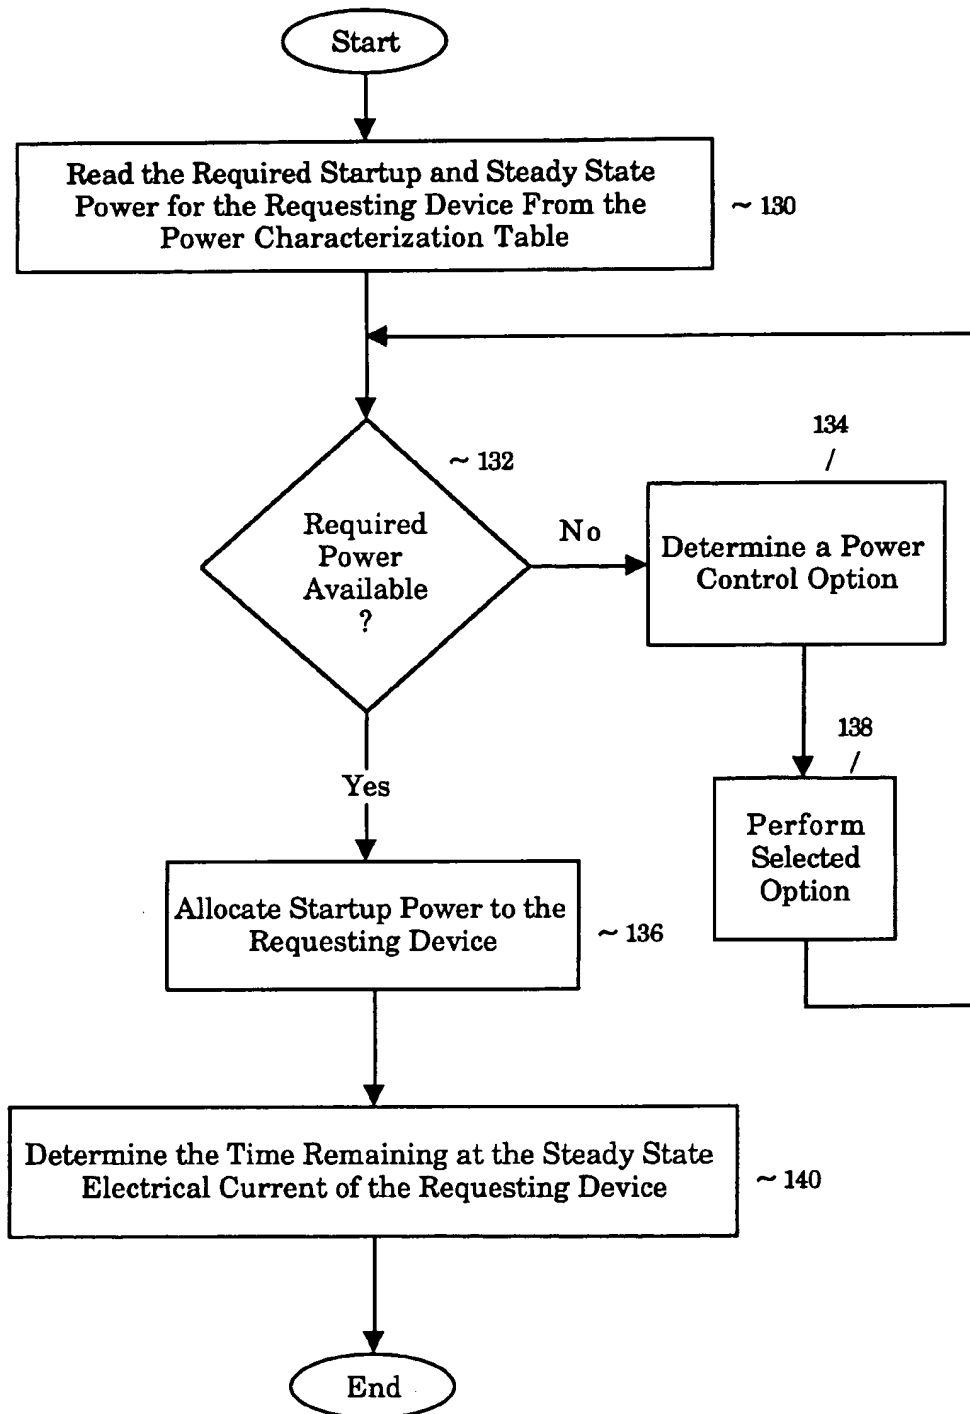 Start
Read the Required Startup and Steady State
Power for the Requesting Device From the
Power Characterization Table
~ 130
~ 132
Required
Power
Available
?
No
134
/
Determine a Power
Control Option
138
/
Perform
Selected
Option
Yes
Allocate Startup Power to the
Requesting Device
~ 136
Determine the Time Remaining at the Steady State
Electrical Current of the Requesting Device
~ 140
End